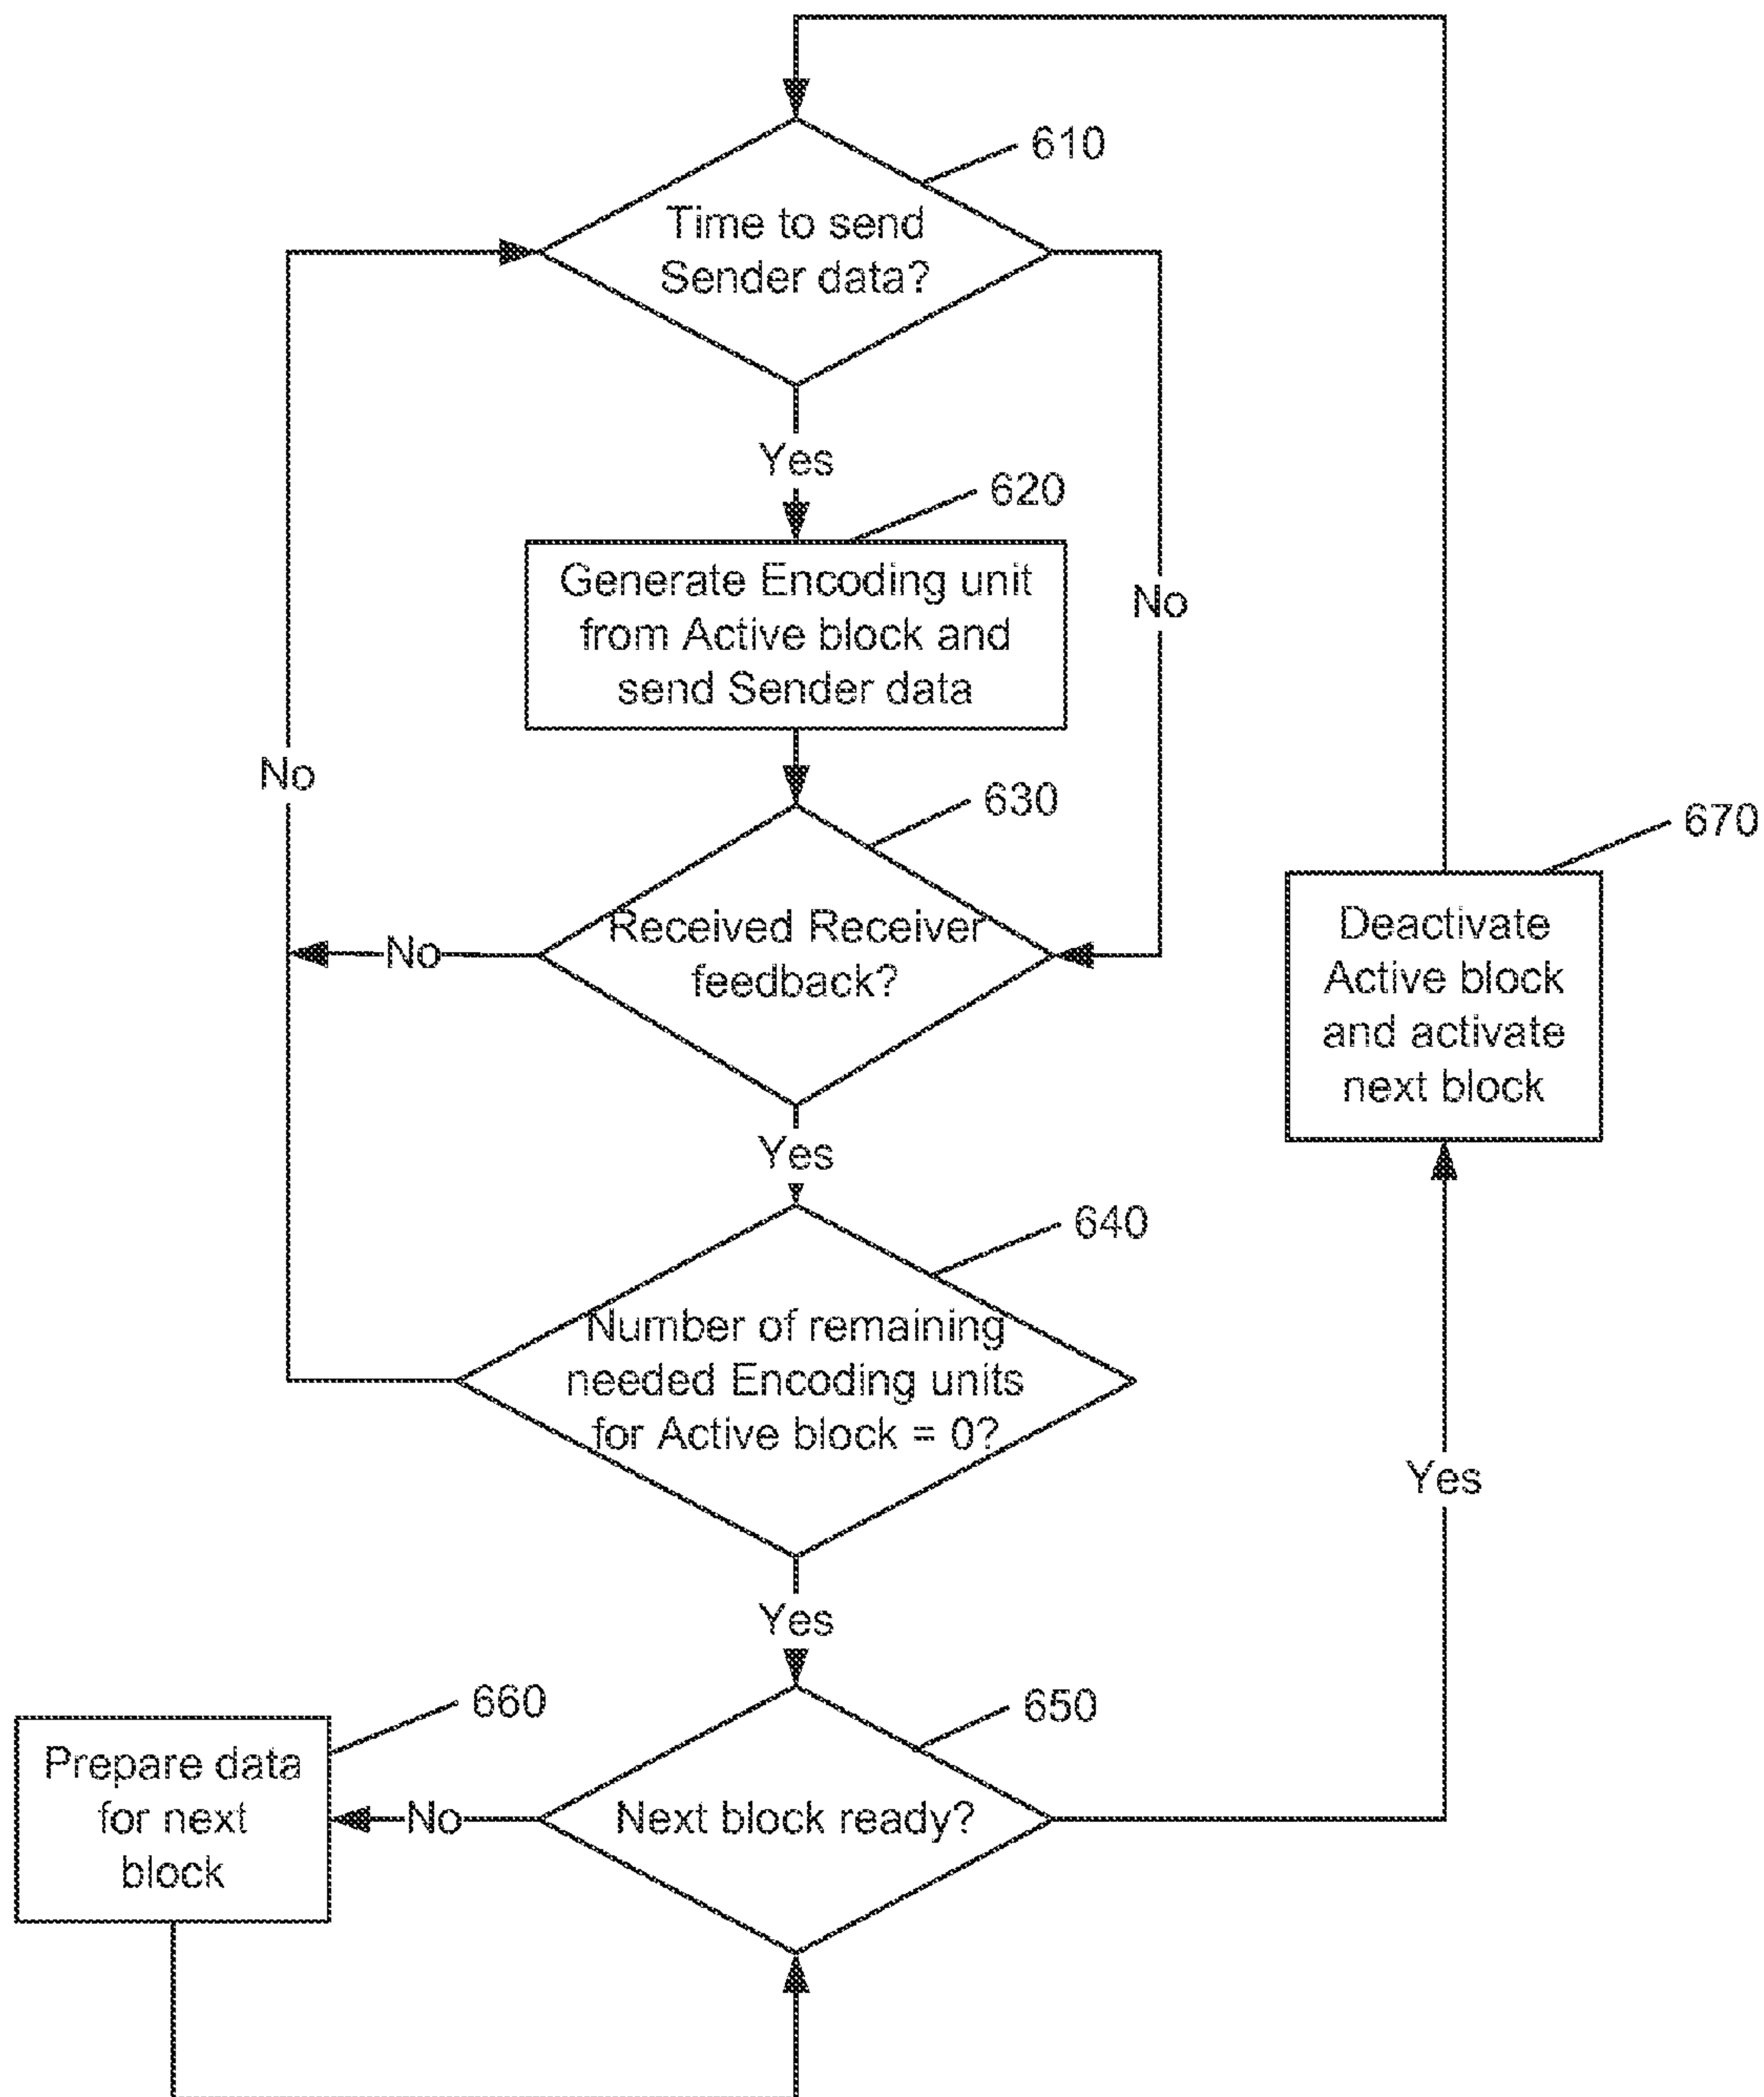 610
Time to send
Sender data?
Yes
620
Generate Encoding unit
from Active block and
send Sender data
No
No
630
Received Receiver
feedback?
No
670
Deactivate
Active block
and activate
next block
Yes
640
Number of remaining
needed Encoding units
for Active block = 0?
Yes
Yes
660
Prepare data
for next
block
No
650
Next block ready?